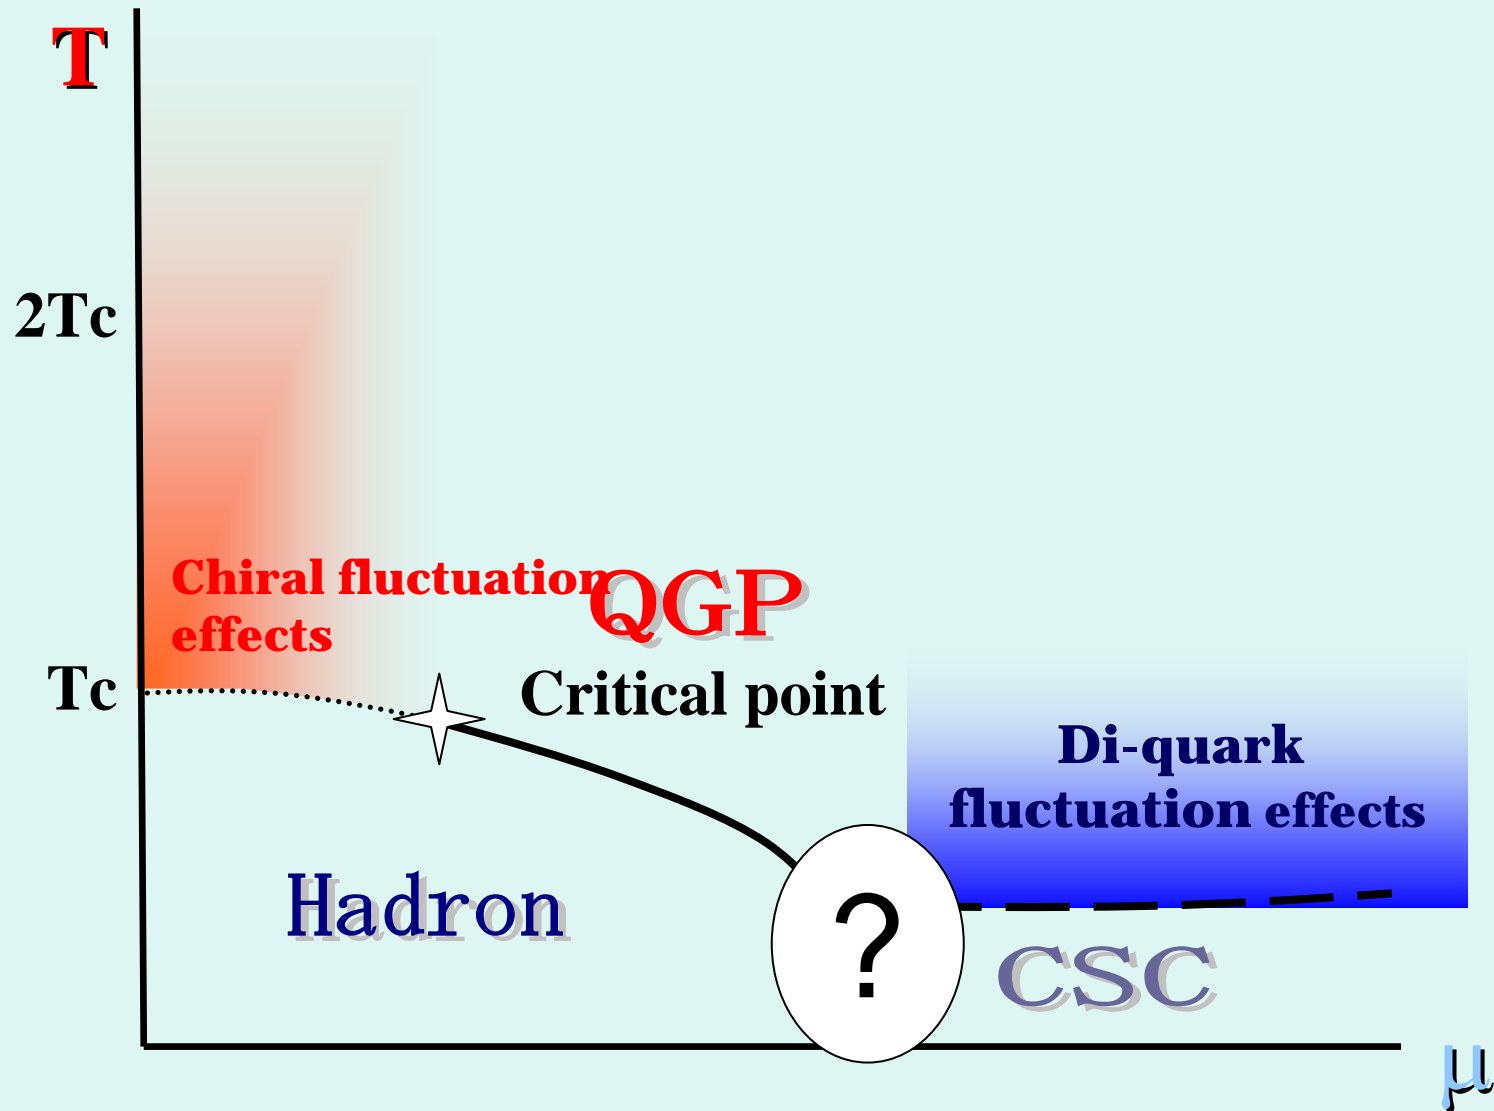 T
2Tc
Chiral fluctuation
effects
QGP
Tc
Critical point
Di-quark
fluctuation effects
Hadron
?
CSC
μ